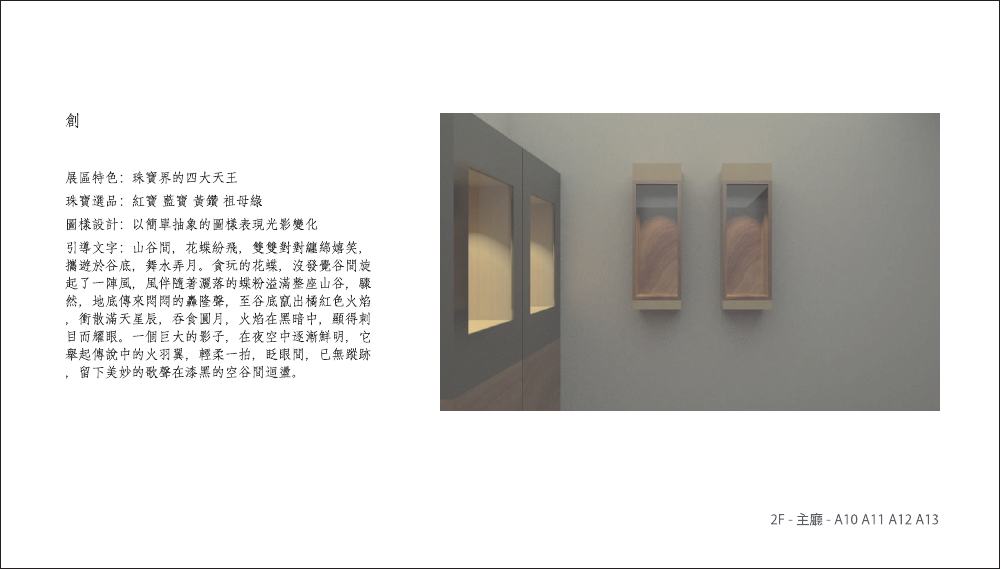 創
展區特色：珠寶界的四大天王
珠寶選品：紅寶 藍寶 黃鑽 祖母綠
圖樣設計：以簡單抽象的圖樣表現光影變化
引導文字：山谷間，花蝶紛飛，雙雙對對纏綿嬉笑，
攜遊於谷底，舞水弄月。貪玩的花蝶，沒發覺谷間旋
起了一陣風，風伴隨著灑落的蝶粉溢滿整座山谷，驟
然，地底傳來悶悶的轟隆聲，至谷底竄出橘紅色火焰
，衝散滿天星辰，吞食圓月，火焰在黑暗中，顯得刺
目而耀眼。一個巨大的影子，在夜空中逐漸鮮明，它
舉起傳說中的火羽翼，輕柔一拍，眨眼間，已無蹤跡
，留下美妙的歌聲在漆黑的空谷間迴盪。
2F - 主廳 - A10 A11 A12 A13